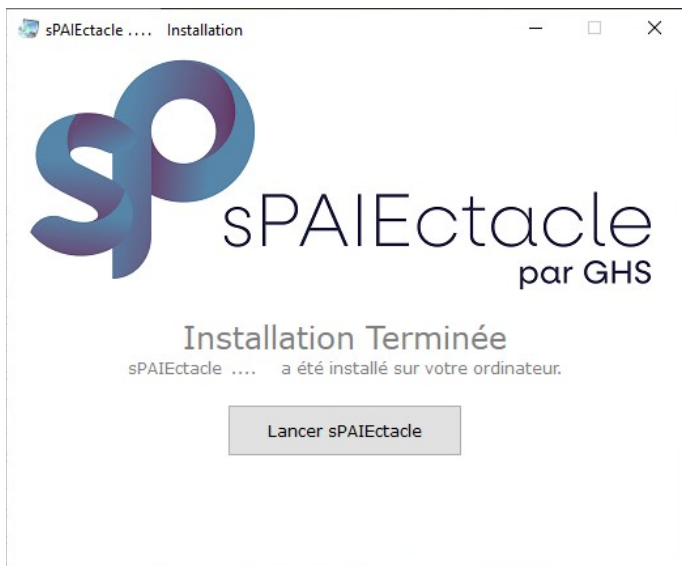 sPAIEctacle .... Installation
sp
sPAIEctacle
par GHS
Installation Terminée
sPAIEctacle .... a été installé sur votre ordinateur.
Lancer sPAIEctacle